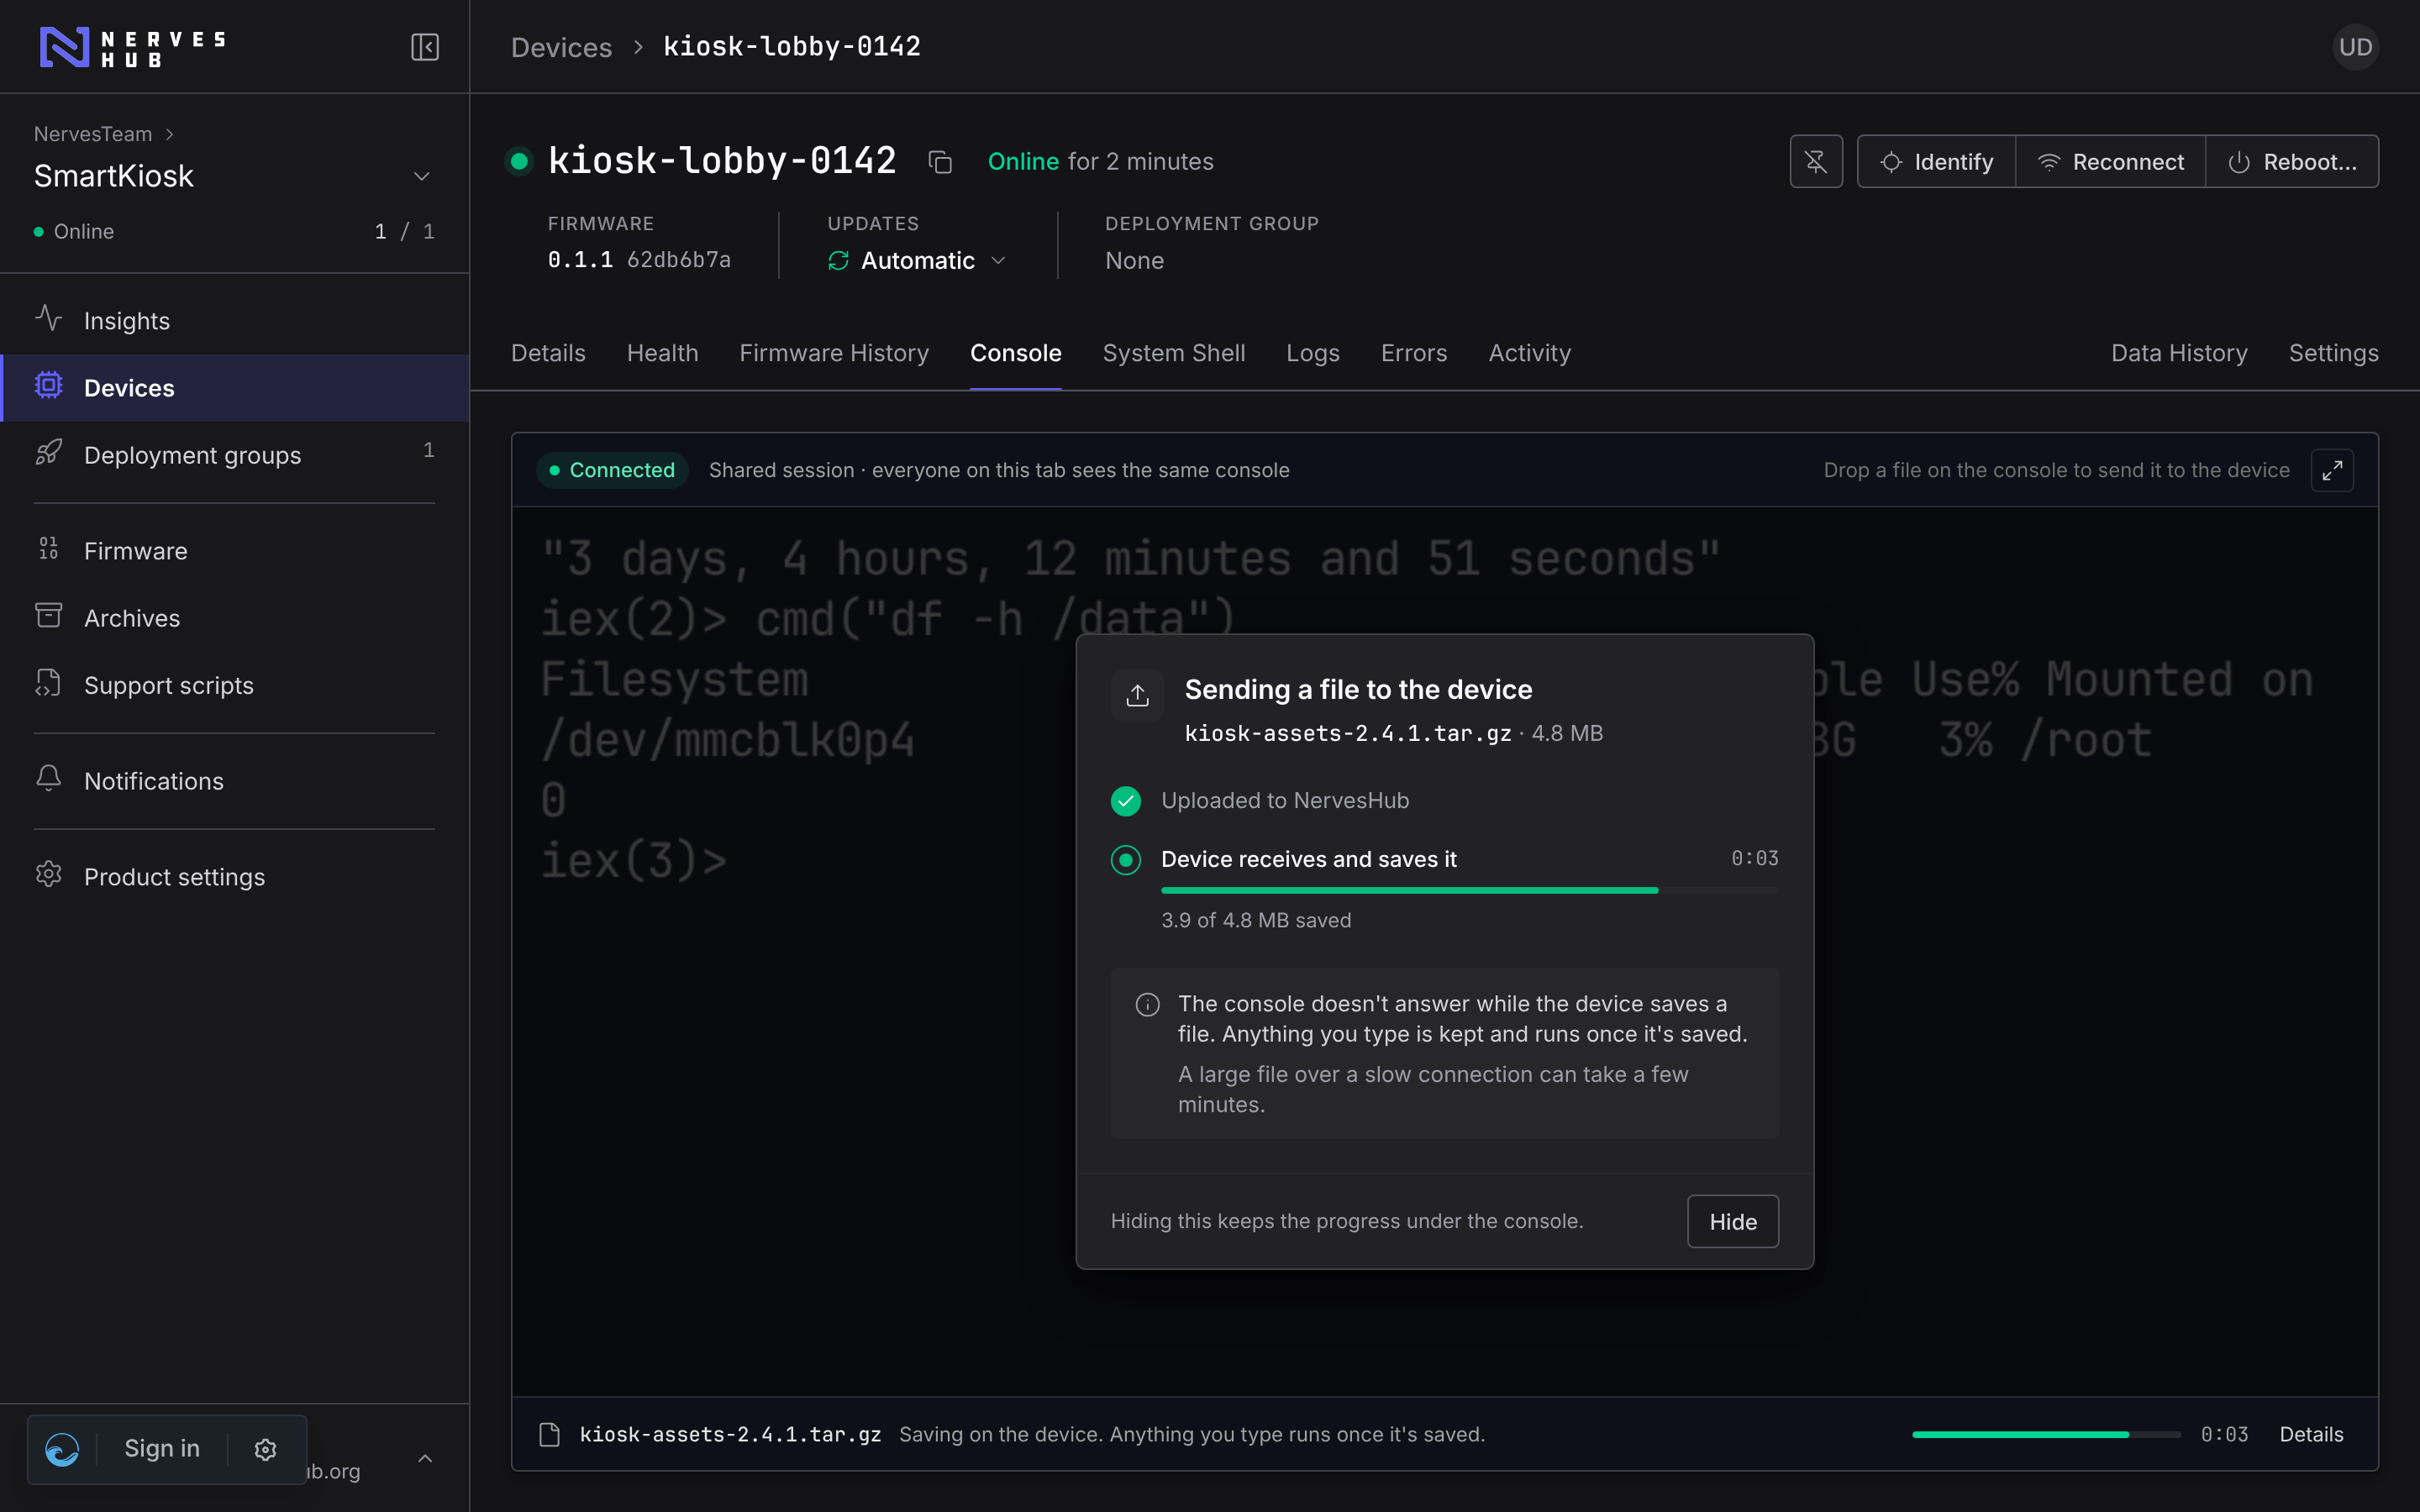 NERVES
HUB
Devices > kiosk-lobby-0142
UD
NervesTeam >
SmartKiosk
Online 1 / 1
Insights
Devices
Deployment groups 1
Firmware
Archives
Support scripts
Notifications
Product settings
Sign in
ub.org
kiosk-lobby-0142 Online for 2 minutes
Identify Reconnect Reboot...
FIRMWARE UPDATES DEPLOYMENT GROUP
0.1.1 62db6b7a Automatic None
Details Health Firmware History Console System Shell Logs Errors Activity Data History Settings
Connected Shared session · everyone on this tab sees the same console Drop a file on the console to send it to the device
"3 days, 4 hours, 12 minutes and 51 seconds"
iex(2)> cmd("df -h /data")
Filesystem ble Use% Mounted on
/dev/mmcblk0p4 3% /root
0
iex(3)>
Sending a file to the device
kiosk-assets-2.4.1.tar.gz · 4.8 MB
Uploaded to NervesHub
Device receives and saves it 0:03
3.9 of 4.8 MB saved
The console doesn't answer while the device saves a
file. Anything you type is kept and runs once it's saved.
A large file over a slow connection can take a few
minutes.
Hiding this keeps the progress under the console. Hide
kiosk-assets-2.4.1.tar.gz Saving on the device. Anything you type runs once it's saved. 0:03 Details